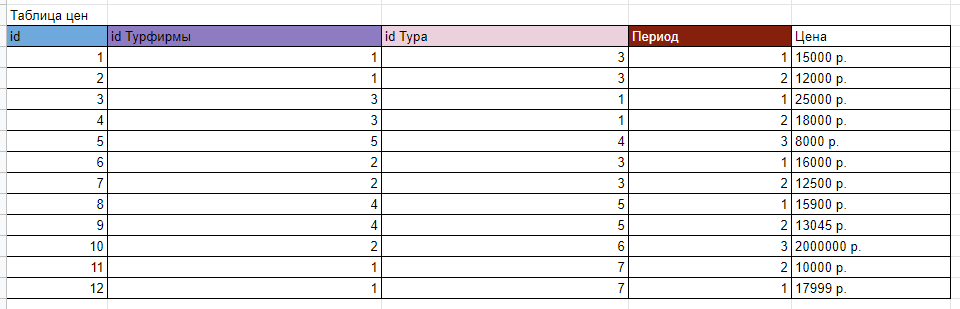 Таблица цен
id id Турфирмы id Тура Период Цена
1 1 3 1 15000 р.
2 1 3 2 12000 р.
3 3 1 1 25000 р.
4 3 1 2 18000 р.
5 5 4 3 8000 р.
6 2 3 1 16000 р.
7 2 3 2 12500 р.
8 4 5 1 15900 р.
9 4 5 2 13045 р.
10 2 6 3 2000000 р.
11 1 7 2 10000 р.
12 1 7 1 17999 р.